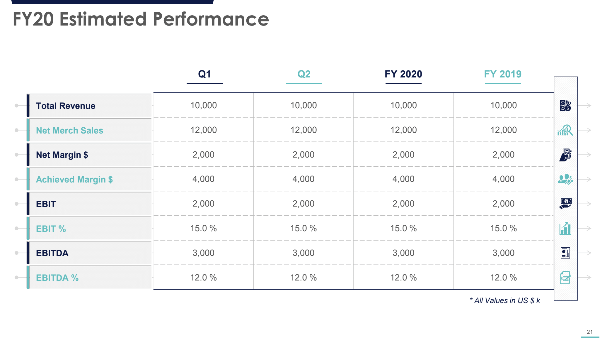 FY20 Estimated Performance
Q1 Q2 FY 2020 FY 2019
Total Revenue 10,000 10,000 10,000 10,000
Net Merch Sales 12,000 12,000 12,000 12,000
Net Margin $ 2,000 2,000 2,000 2,000
Achieved Margin $ 4,000 4,000 4,000 4,000
EBIT 2,000 2,000 2,000 2,000
EBIT % 15.0 % 15.0 % 15.0 % 15.0 %
EBITDA 3,000 3,000 3,000 3,000
EBITDA % 12.0 % 12.0 % 12.0 % 12.0 %
* All Values in US $ k
21